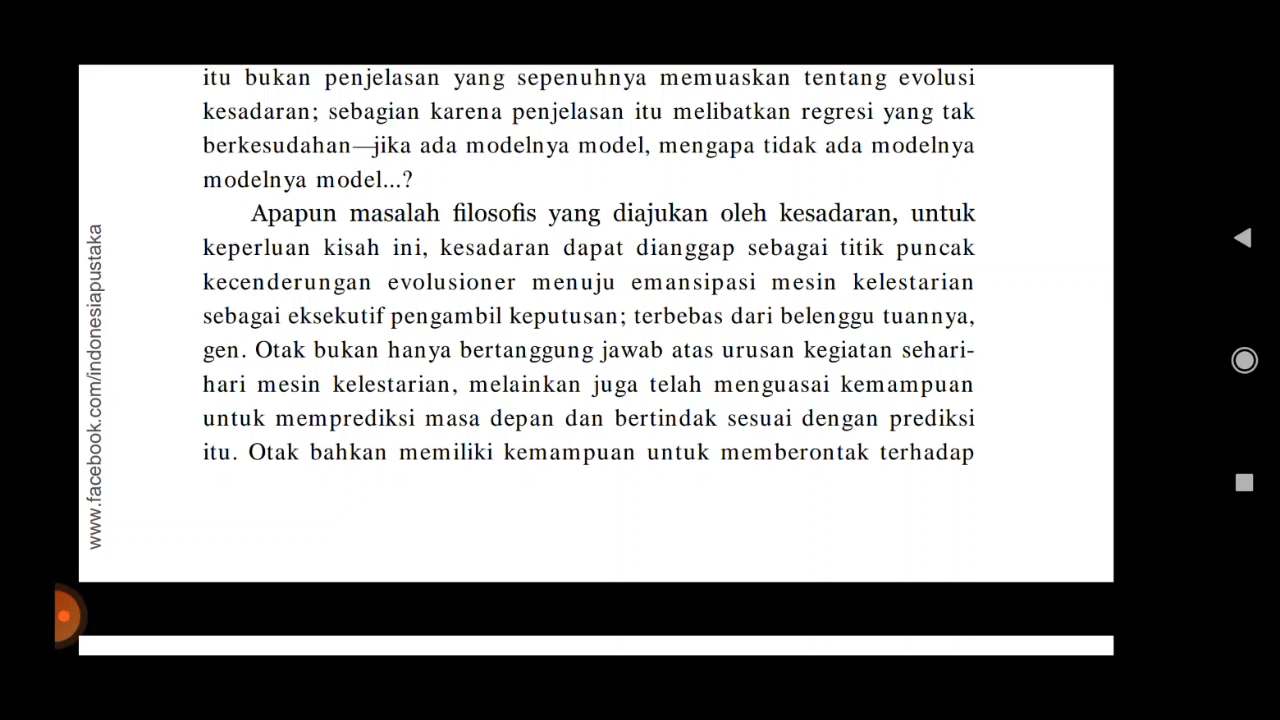 itu bukan penjelasan yang sepenuhnya memuaskan tentang evolusi
kesadaran; sebagian karena penjelasan itu melibatkan regresi yang tak
berkesudahan—jika ada modelnya model, mengapa tidak ada modelnya
modelnya model...?
Apapun masalah filosofis yang diajukan oleh kesadaran, untuk
keperluan kisah ini, kesadaran dapat dianggap sebagai titik puncak
kecenderungan evolusioner menuju emansipasi mesin kelestarian
sebagai eksekutif pengambil keputusan; terbebas dari belenggu tuannya,
gen. Otak bukan hanya bertanggung jawab atas urusan kegiatan sehari-
hari mesin kelestarian, melainkan juga telah menguasai kemampuan
untuk memprediksi masa depan dan bertindak sesuai dengan prediksi
itu. Otak bahkan memiliki kemampuan untuk memberontak terhadap
www.facebook.com/indonesiapustaka